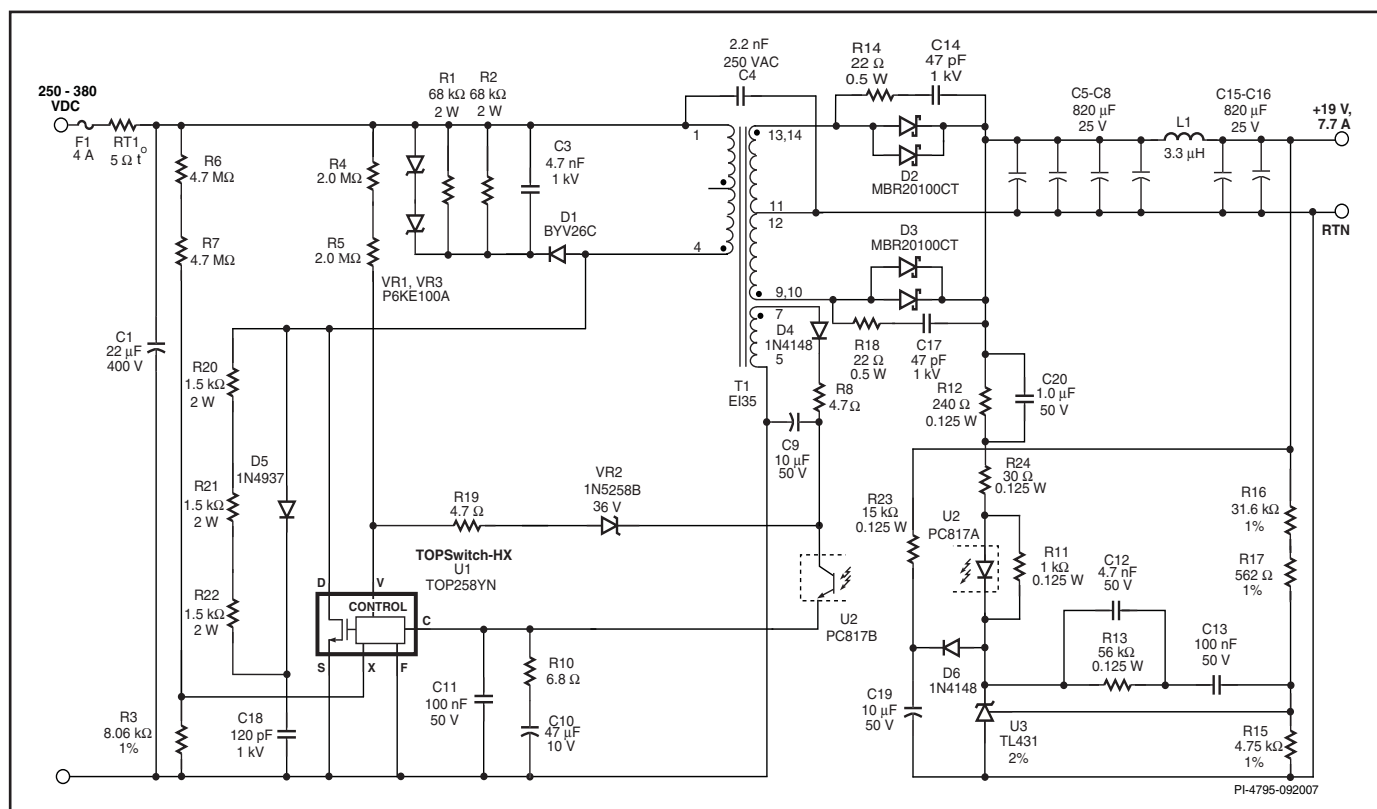 2.2 nF
250 VAC
C4
R14
22 Ω
0.5 W
C14
47 pF
1 kV
250 - 380
VDC
F1
4 A
RT1
5 Ω
t°
R6
4.7 MΩ
R7
4.7 MΩ
R4
2.0 MΩ
R5
2.0 MΩ
R1
68 kΩ
2 W
R2
68 kΩ
2 W
C3
4.7 nF
1 kV
D1
BYV26C
VR1, VR3
P6KE100A
1
4
13,14
11
12
9,10
7
5
D2
MBR20100CT
D3
MBR20100CT
C5-C8
820 µF
25 V
L1
3.3 µH
C15-C16
820 µF
25 V
+19 V,
7.7 A
RTN
C1
22 µF
400 V
R20
1.5 kΩ
2 W
D5
1N4937
R21
1.5 kΩ
2 W
R22
1.5 kΩ
2 W
D4
1N4148
T1
EI35
R8
4.7 Ω
C9
10 µF
50 V
R18
22 Ω
0.5 W
C17
47 pF
1 kV
R12
240 Ω
0.125 W
C20
1.0 µF
50 V
R24
30 Ω
0.125 W
R19
4.7 Ω
VR2
1N5258B
36 V
R23
15 kΩ
0.125 W
U2
PC817A
R11
1 kΩ
0.125 W
R16
31.6 kΩ
1%
R17
562 Ω
1%
C12
4.7 nF
50 V
R13
56 kΩ
0.125 W
C13
100 nF
50 V
TOPSwitch-HX
U1
TOP258YN
D
V
CONTROL
C
S
X
F
U2
PC817B
R10
6.8 Ω
C11
100 nF
50 V
C10
47 µF
10 V
D6
1N4148
C19
10 µF
50 V
U3
TL431
2%
R15
4.75 kΩ
1%
R3
8.06 kΩ
1%
C18
120 pF
1 kV
PI-4795-092007